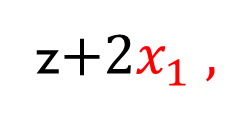 z+2x₁ ,